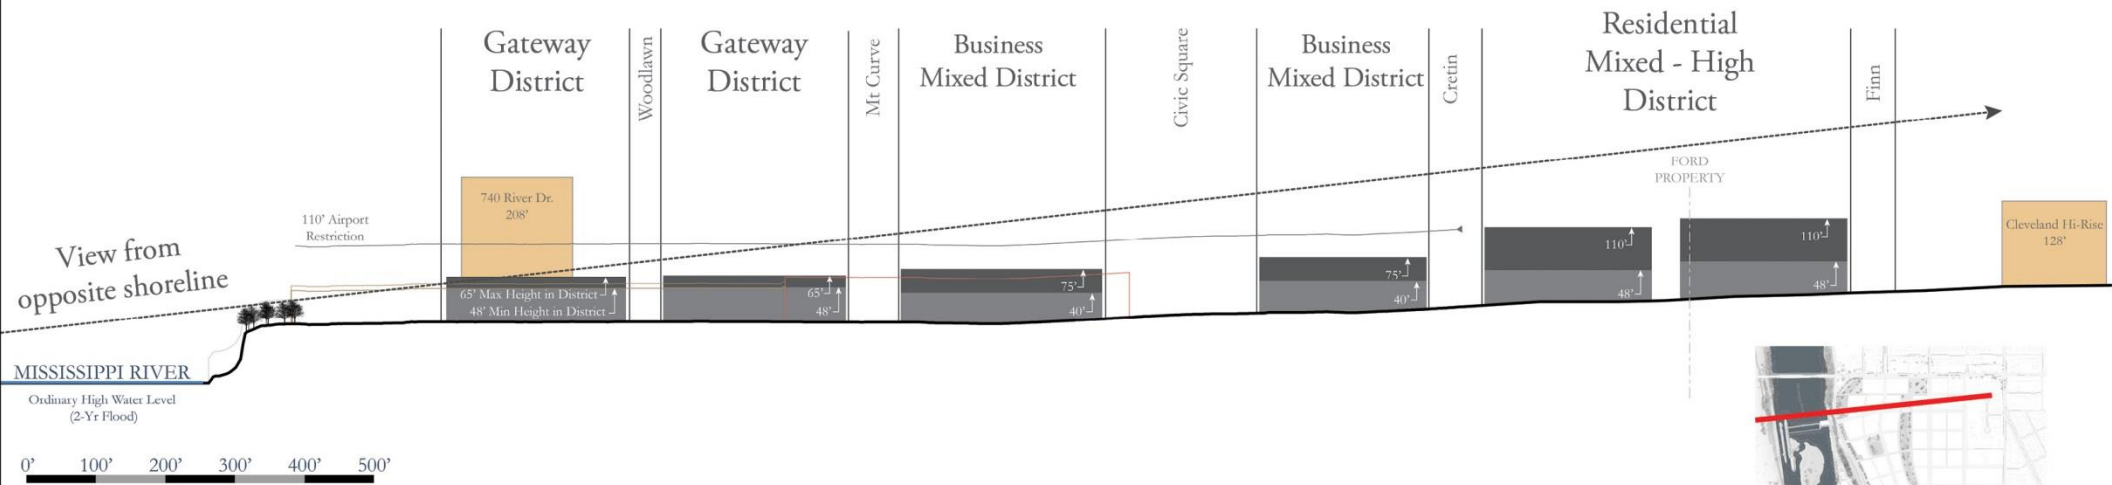 Gateway
District
Woodlawn
Gateway
District
Mt Curve
Business
Mixed District
Civic Square
Business
Mixed District
Cretin
Residential
Mixed - High
District
Finn
FORD
PROPERTY
740 River Dr.
208'
110' Airport
Restriction
View from
opposite shoreline
65' Max Height in District
48' Min Height in District
65'
48'
75'
40'
75'
40'
110'
48'
110'
48'
Cleveland Hi-Rise
128'
MISSISSIPPI RIVER
Ordinary High Water Level
(2-Yr Flood)
0' 100' 200' 300' 400' 500'